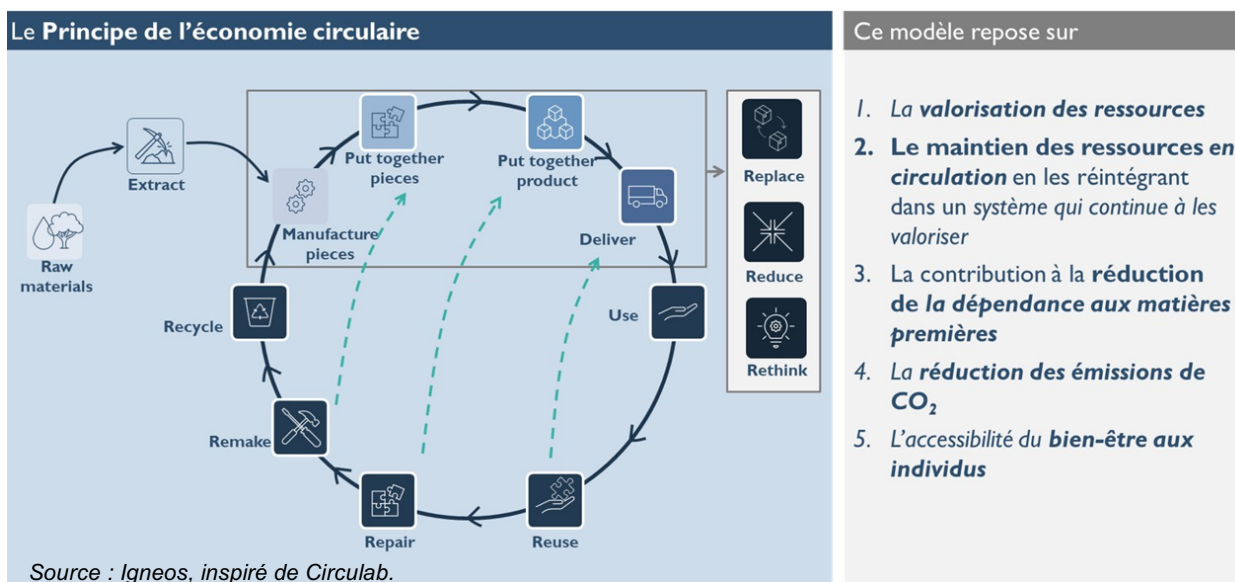 Le Principe de l’économie circulaire
Extract
Raw
materials
Manufacture
pieces
Put together
pieces
Put together
product
Deliver
Use
Reuse
Repair
Remake
Recycle
Replace
Reduce
Rethink
Source : Igneos, inspiré de Circulab.
Ce modèle repose sur
1. La valorisation des ressources
2. Le maintien des ressources en
circulation en les réintégrant
dans un système qui continue à les
valoriser
3. La contribution à la réduction
de la dépendance aux matières
premières
4. La réduction des émissions de
CO₂
5. L’accessibilité du bien-être aux
individus